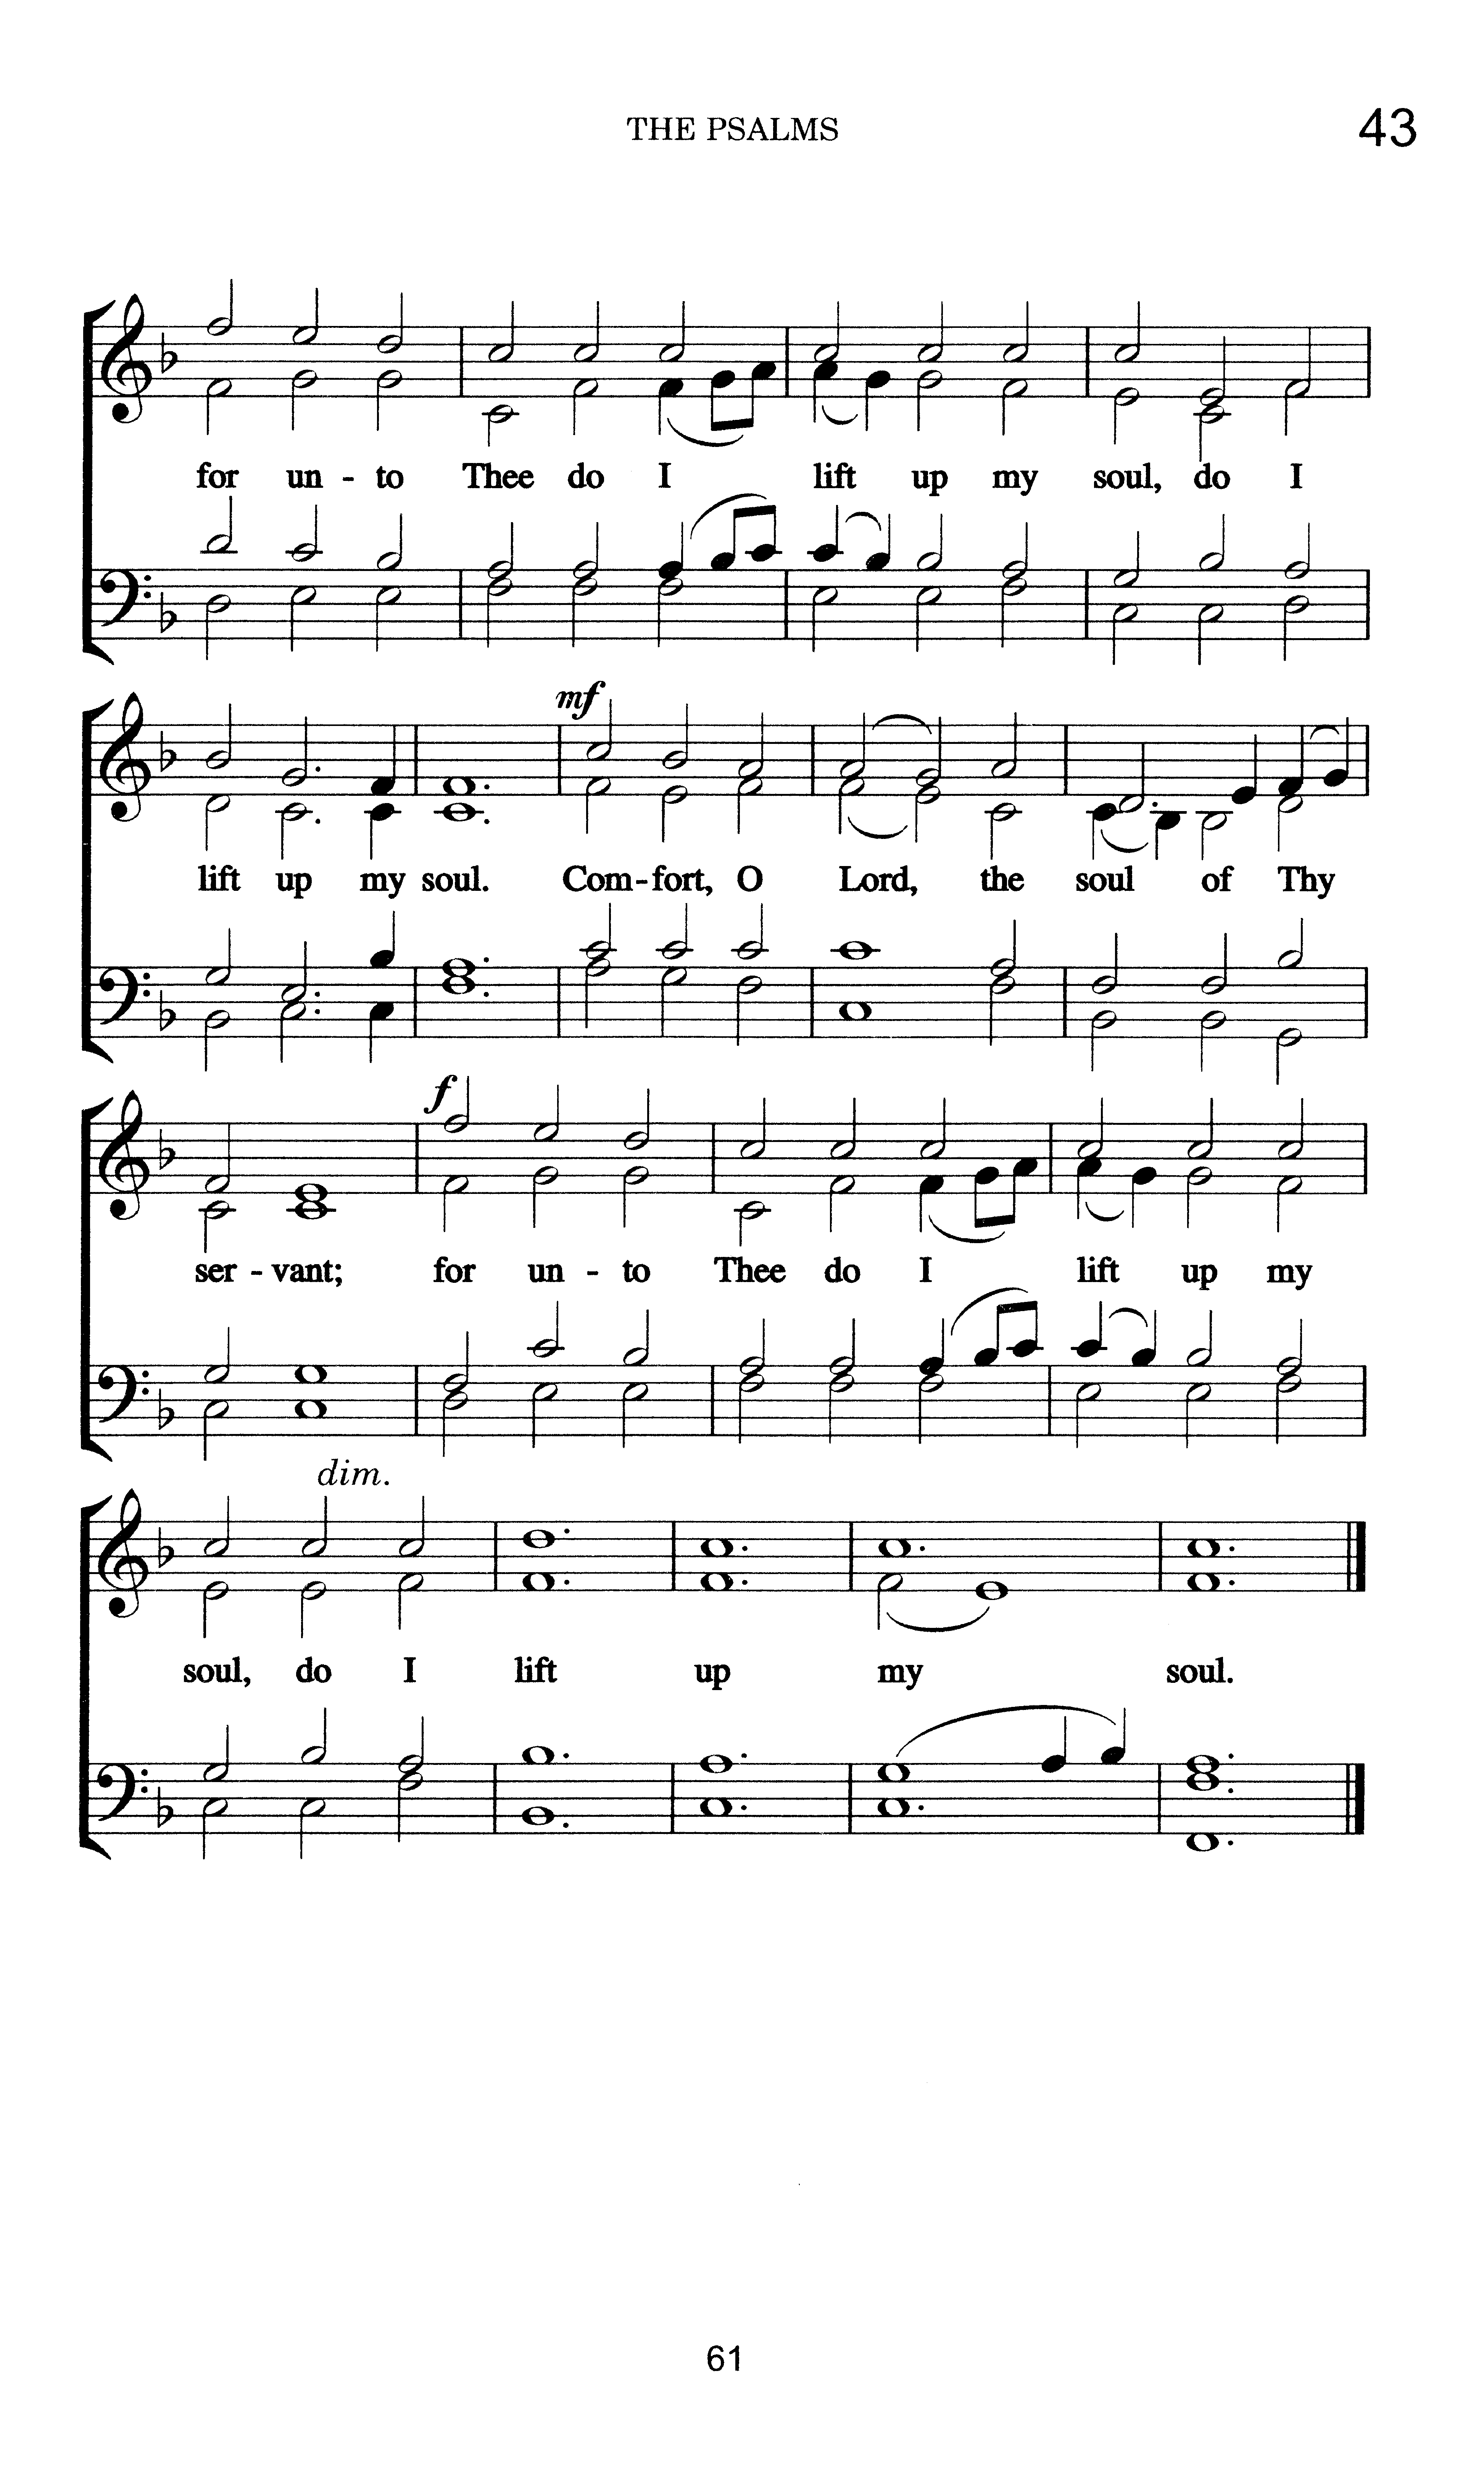 THE PSALMS 43
for un - to Thee do I lift up my soul, do I
mf
lift up my soul. Com - fort, O Lord, the soul of Thy
f
ser - vant; for un - to Thee do I lift up my
dim.
soul, do I lift up my soul.
61